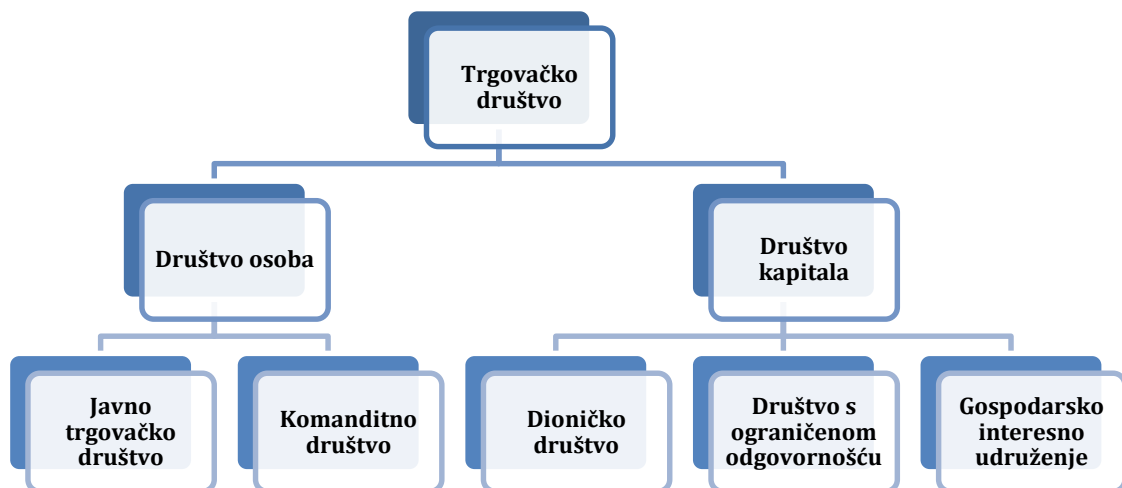 Trgovačko
društvo
Društvo osoba
Društvo
kapitala
Javno
trgovačko
društvo
Komanditno
društvo
Dioničko
društvo
Društvo s
ograničenom
odgovornošću
Gospodarsko
interesno
udruženje